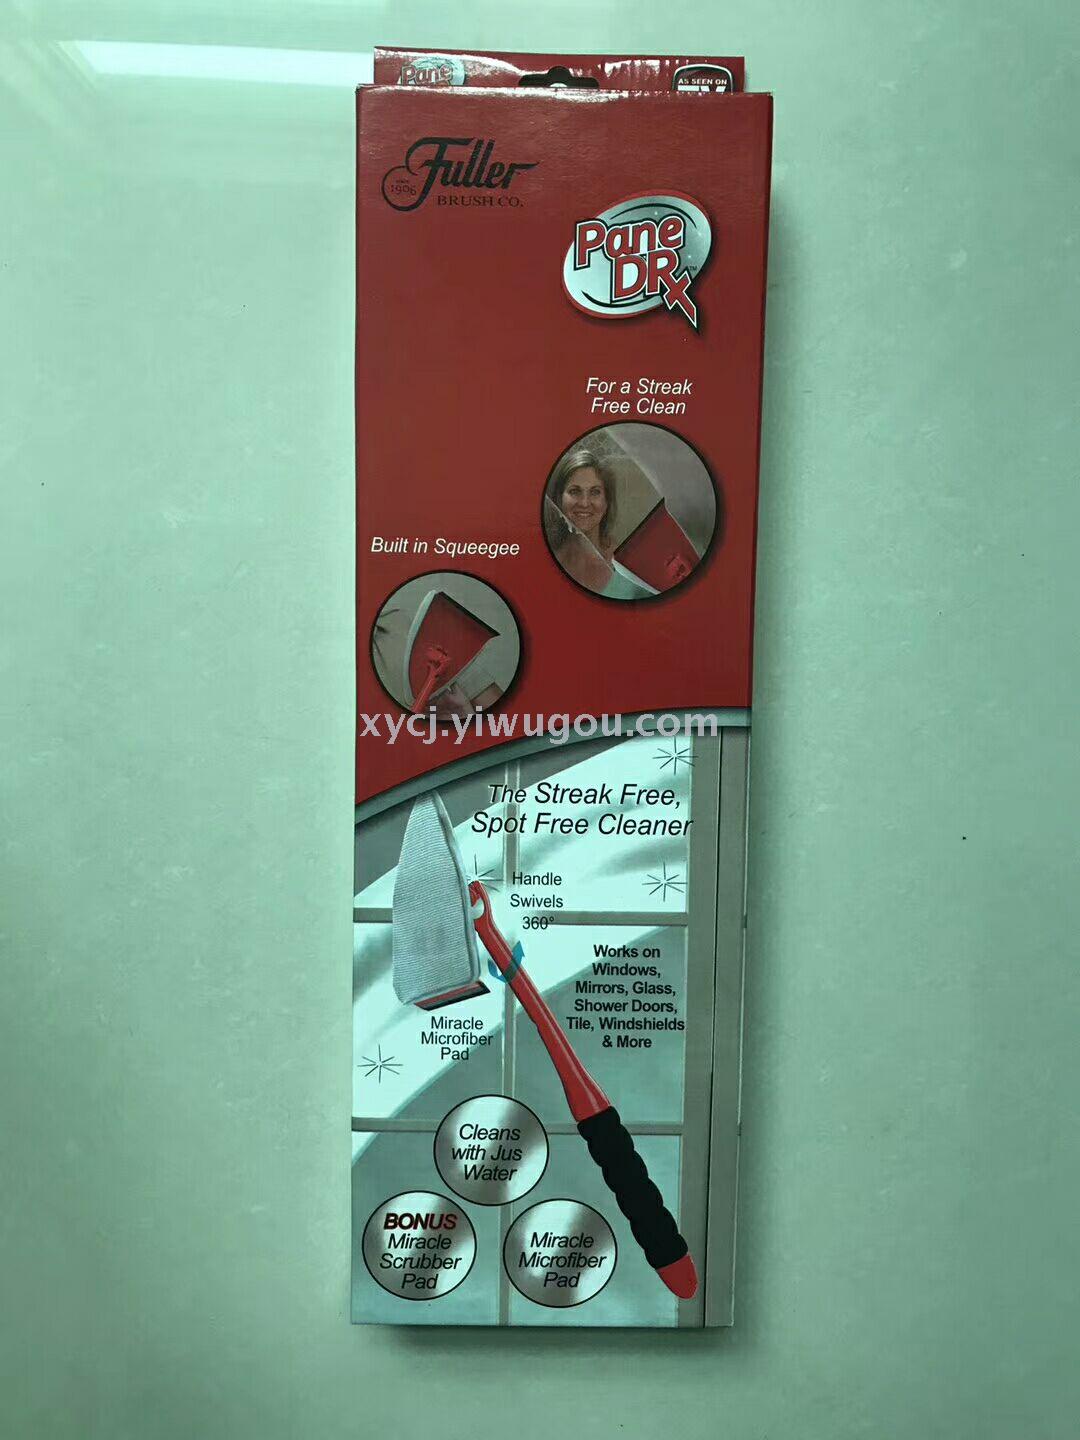 Pane
AS SEEN ON
Fuller
SINCE
1906
BRUSH CO.
Pane
DRx™
For a Streak
Free Clean
Built in Squeegee
xycj.yiwugou.com
The Streak Free,
Spot Free Cleaner
Handle
Swivels
360°
Works on
Windows,
Mirrors, Glass,
Shower Doors,
Tile, Windshields
& More
Miracle
Microfiber
Pad
Cleans
with Jus
Water
BONUS
Miracle
Scrubber
Pad
Miracle
Microfiber
Pad